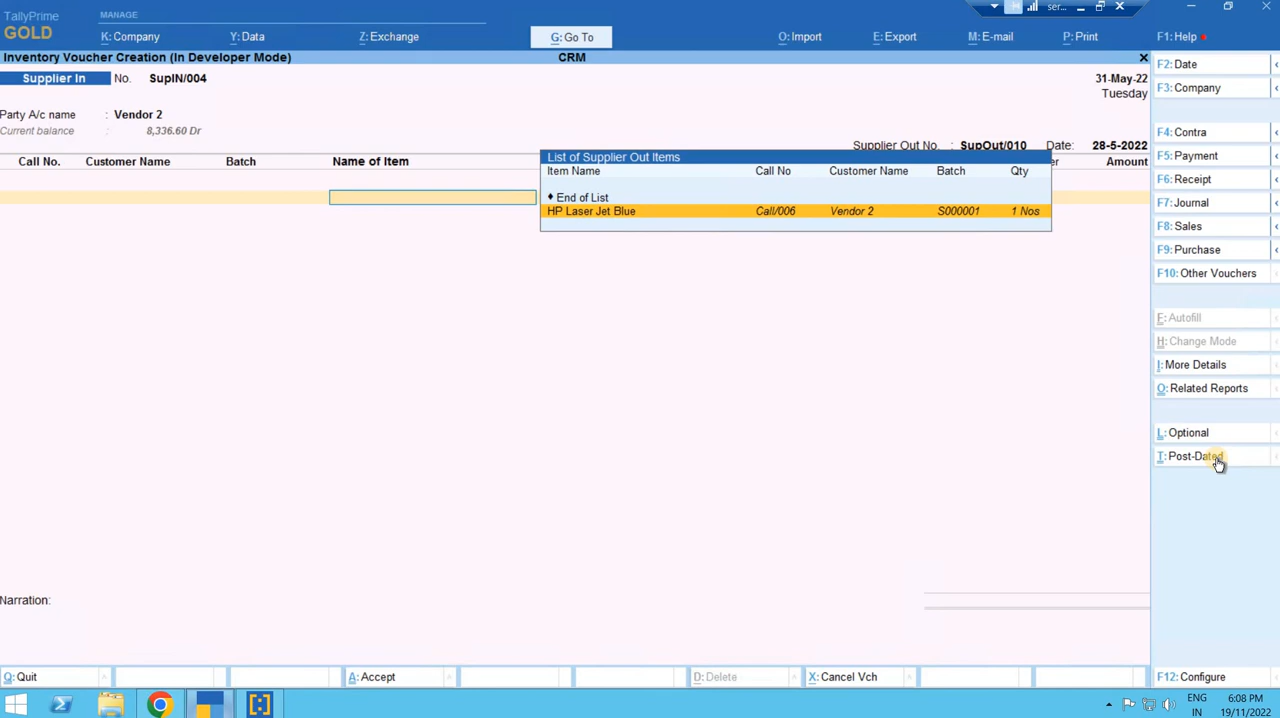 TallyPrime
GOLD
MANAGE
K: Company
Y: Data
Z: Exchange
G: Go To
O: Import
E: Export
M: E-mail
P: Print
F1: Help
ser...
Inventory Voucher Creation (In Developer Mode)
CRM
Supplier In
No.
SupIN/004
31-May-22
Tuesday
Party A/c name : Vendor 2
Current balance : 8,336.60 Dr
Supplier Out No. : SupOut/010 Date: 28-5-2022
Call No.
Customer Name
Batch
Name of Item
er
Amount
List of Supplier Out Items
Item Name
Call No
Customer Name
Batch
Qty
End of List
HP Laser Jet Blue
Call/006
Vendor 2
S000001
1 Nos
F2: Date
F3: Company
F4: Contra
F5: Payment
F6: Receipt
F7: Journal
F8: Sales
F9: Purchase
F10: Other Vouchers
F: Autofill
H: Change Mode
I: More Details
O: Related Reports
L: Optional
T: Post-Dated
Narration:
Q: Quit
A: Accept
D: Delete
X: Cancel Vch
F12: Configure
ENG
IN
6:08 PM
19/11/2022